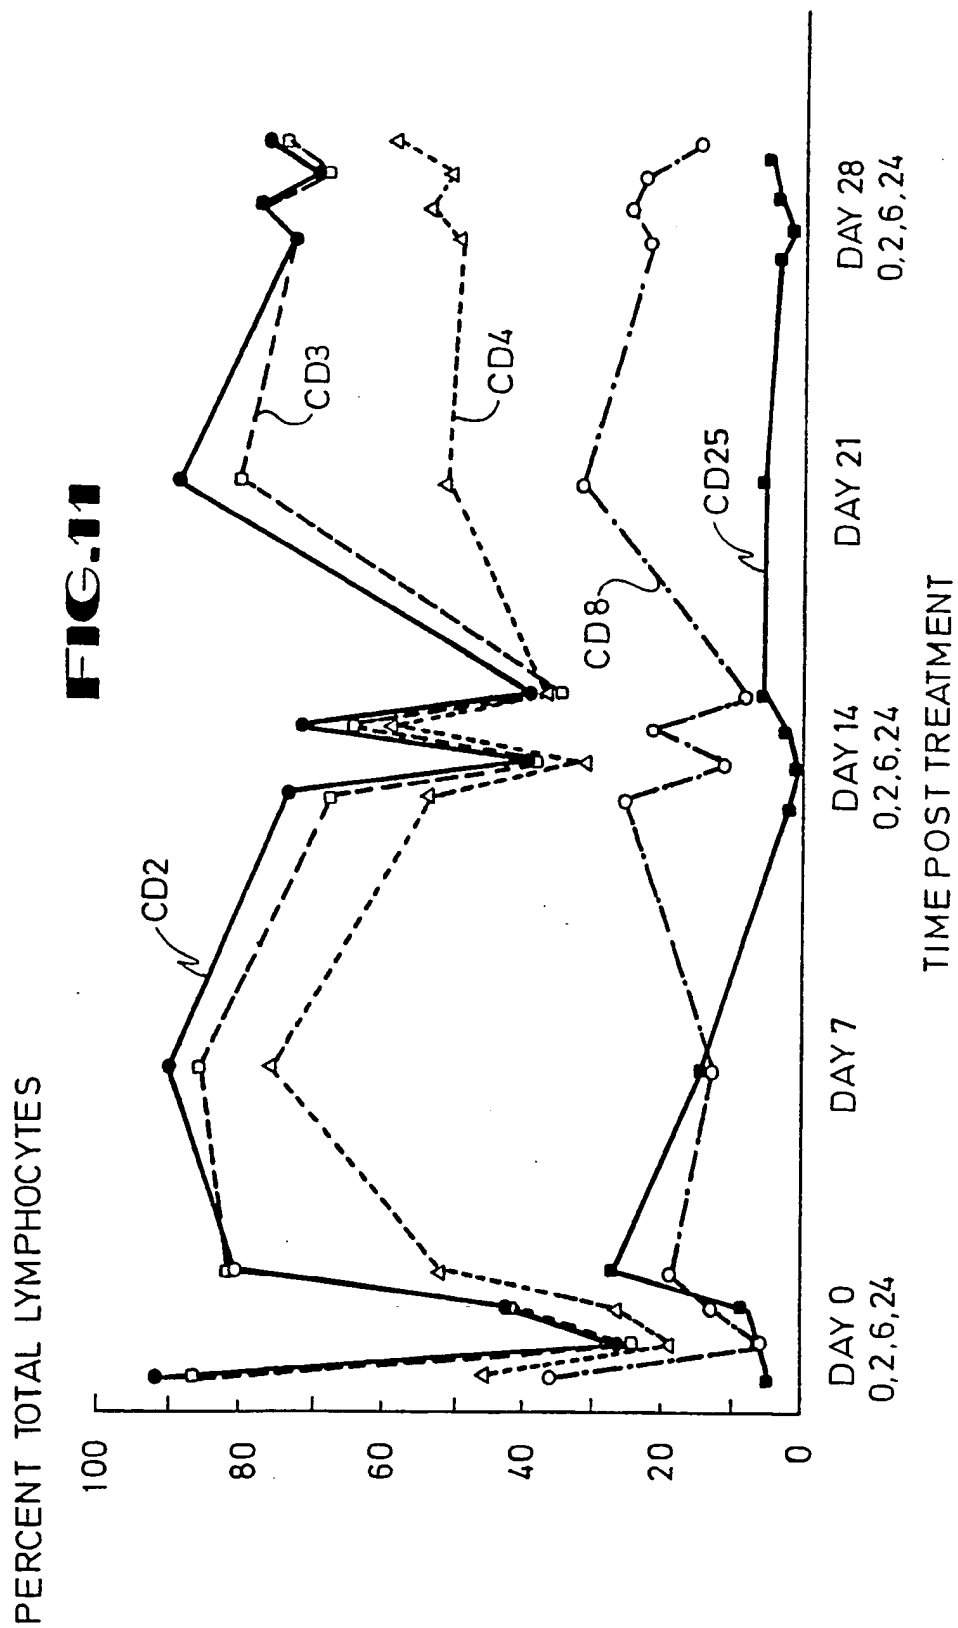 FIG.11
PERCENT TOTAL LYMPHOCYTES
100
80
60
40
20
0
CD2
CD3
CD4
CD8
CD25
DAY 0
0,2,6,24
DAY 7
DAY 14
0,2,6,24
DAY 21
DAY 28
0,2,6,24
TIME POST TREATMENT